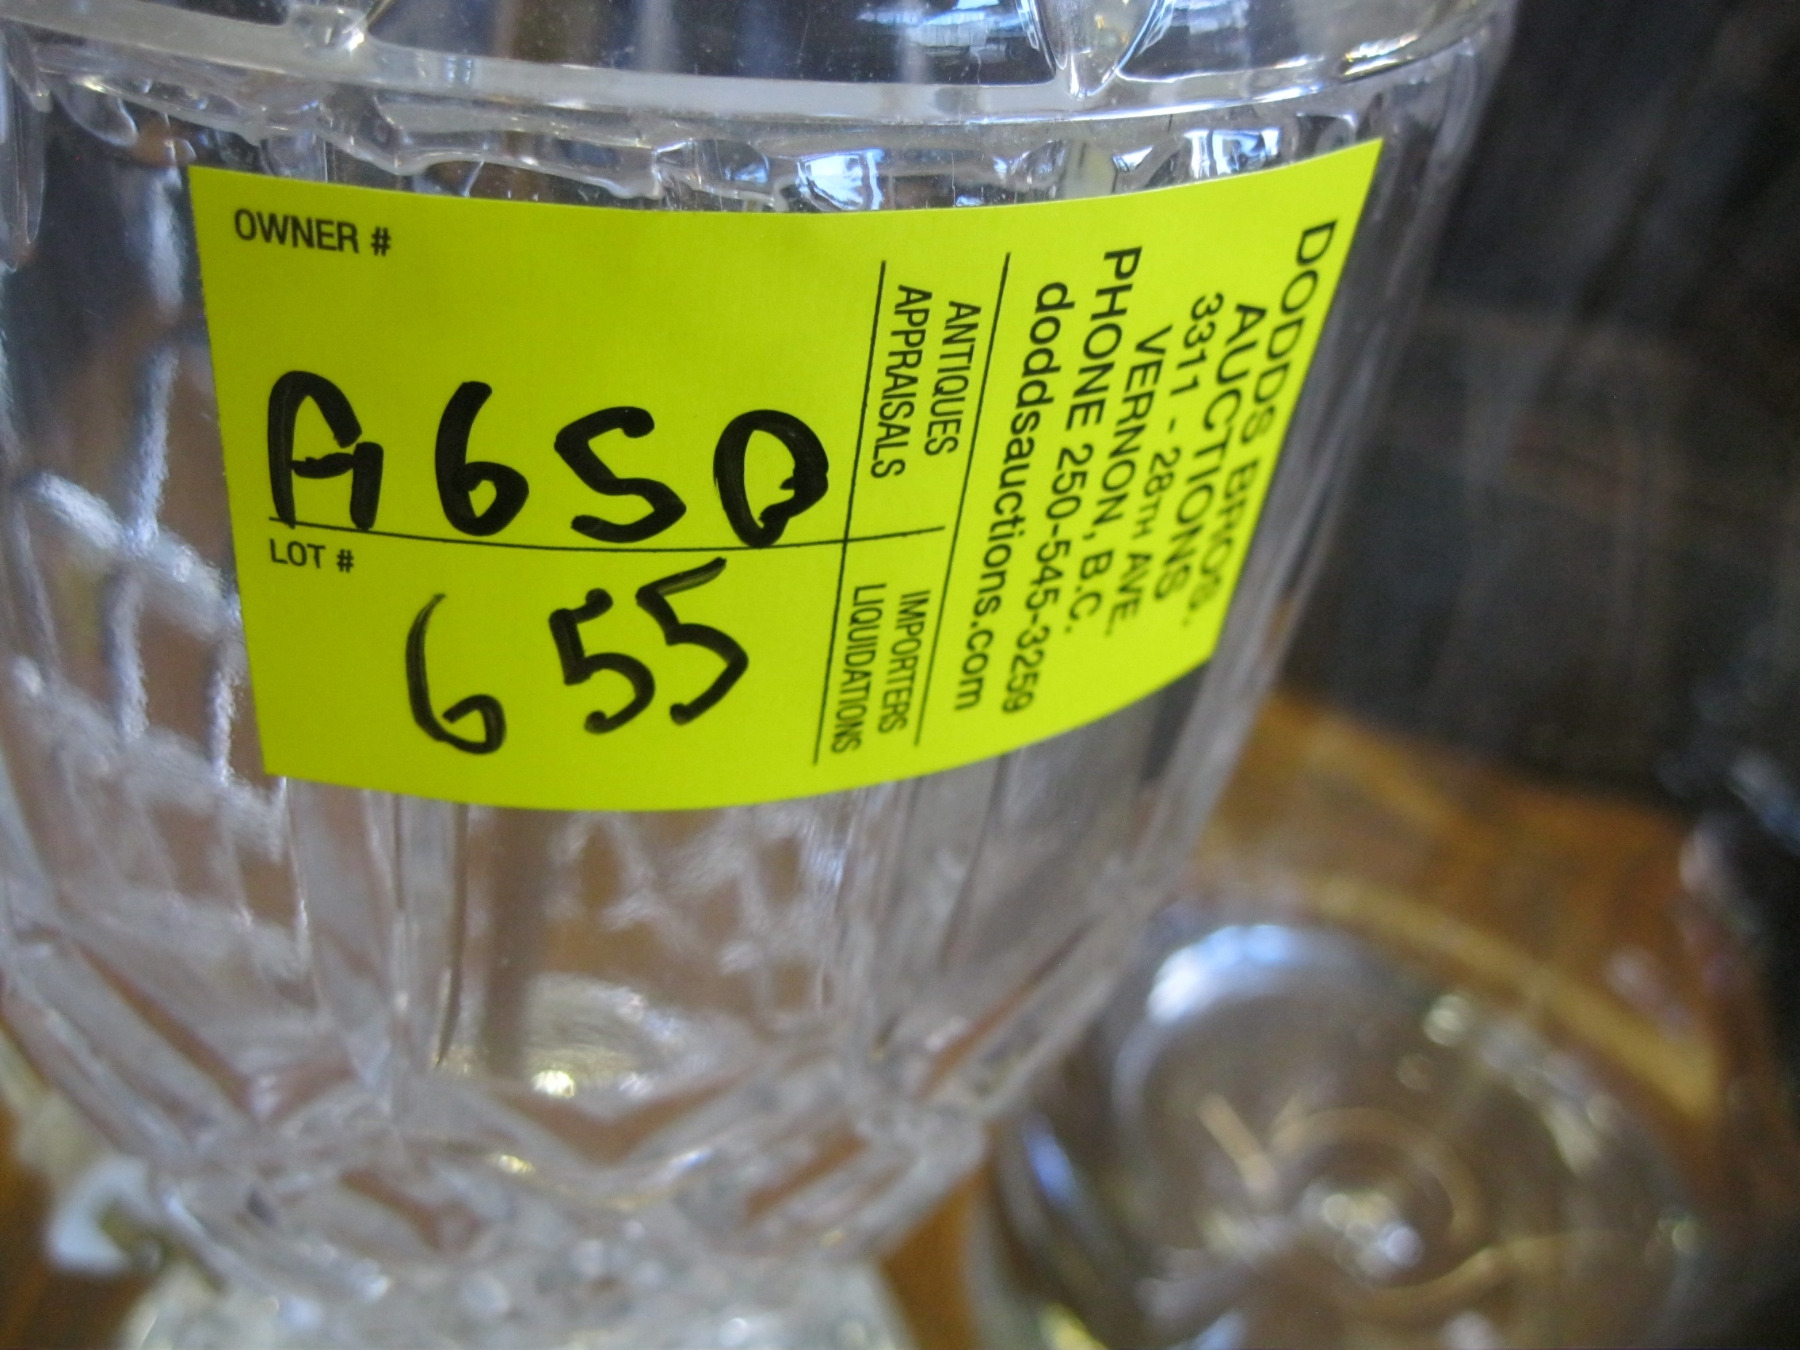 OWNER #
A650
LOT #
655
ANTIQUES
APPRAISALS
IMPORTERS
LIQUIDATIONS
DODDS BROS.
AUCTIONS
3311 - 28TH AVE.
VERNON, B.C.
PHONE 250-545-3259
doddsauctions.com